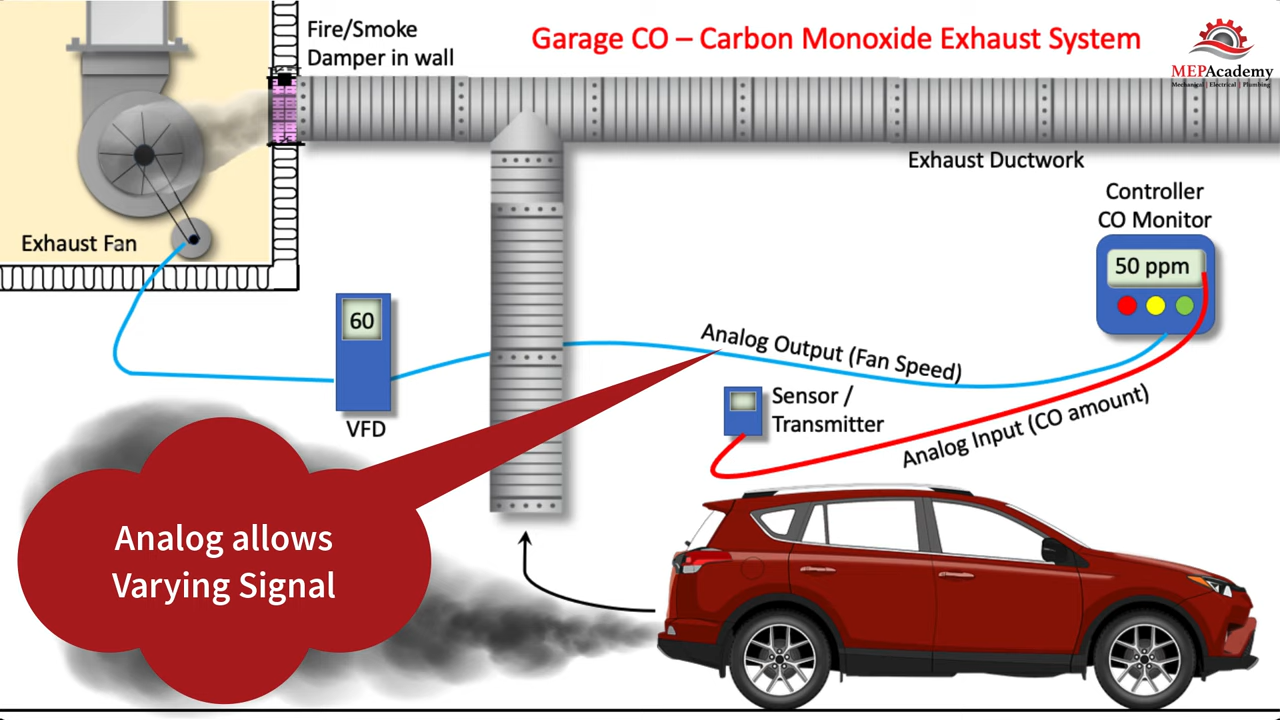 Fire/Smoke
Damper in wall
Garage CO – Carbon Monoxide Exhaust System
MEPAcademy
Mechanical | Electrical | Plumbing
Exhaust Ductwork
Controller
CO Monitor
50 ppm
Exhaust Fan
60
VFD
Analog Output (Fan Speed)
Sensor /
Transmitter
Analog Input (CO amount)
Analog allows
Varying Signal